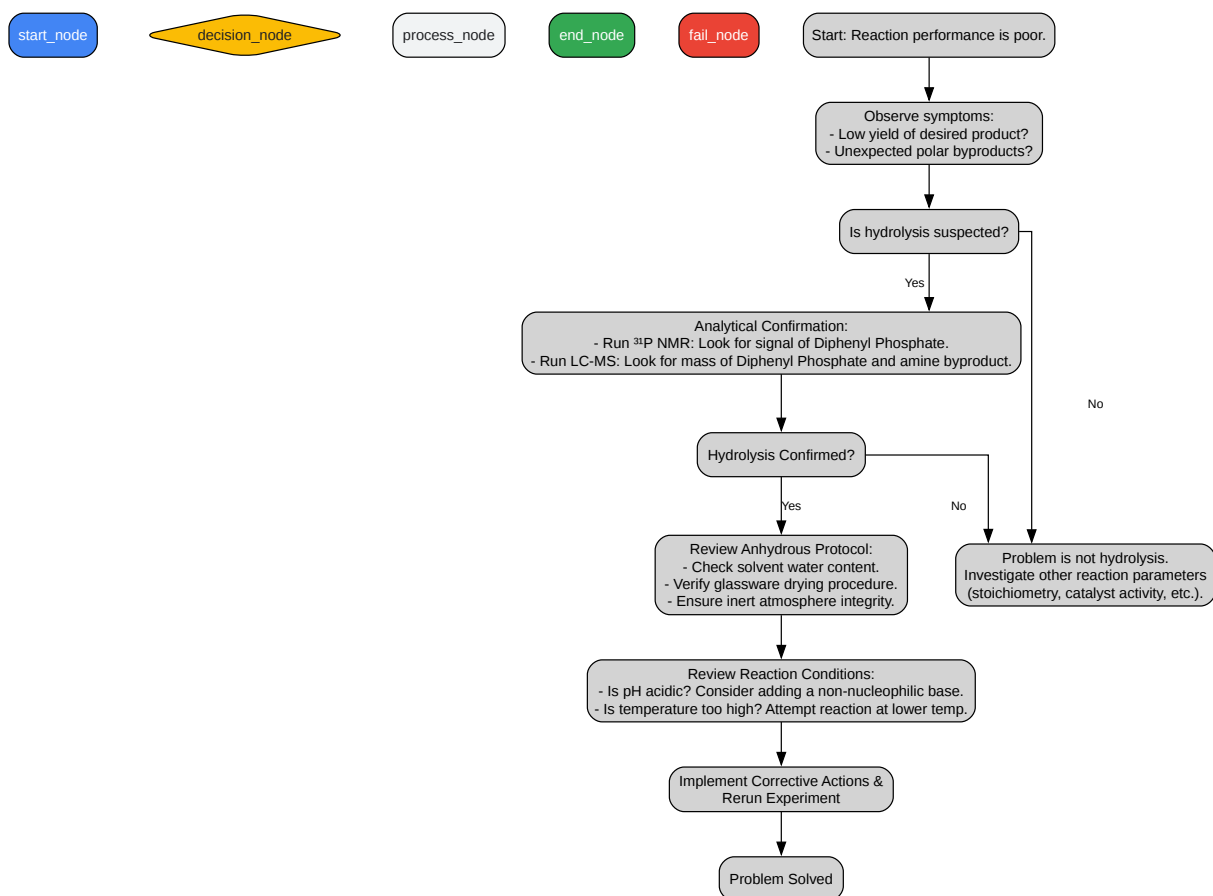 start_node
decision_node
process_node
end_node
fail_node
Start: Reaction performance is poor.
Observe symptoms:
- Low yield of desired product?
- Unexpected polar byproducts?
Is hydrolysis suspected?
Yes
Analytical Confirmation:
- Run ³¹P NMR: Look for signal of Diphenyl Phosphate.
- Run LC-MS: Look for mass of Diphenyl Phosphate and amine byproduct.
No
Hydrolysis Confirmed?
Yes
No
Review Anhydrous Protocol:
- Check solvent water content.
- Verify glassware drying procedure.
- Ensure inert atmosphere integrity.
Problem is not hydrolysis.
Investigate other reaction parameters
(stoichiometry, catalyst activity, etc.).
Review Reaction Conditions:
- Is pH acidic? Consider adding a non-nucleophilic base.
- Is temperature too high? Attempt reaction at lower temp.
Implement Corrective Actions &
Rerun Experiment
Problem Solved